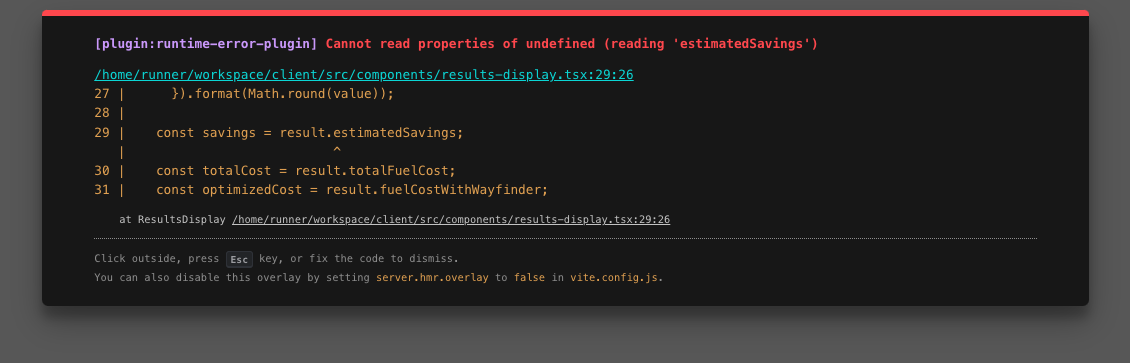 [plugin:runtime-error-plugin] Cannot read properties of undefined (reading 'estimatedSavings')
/home/runner/workspace/client/src/components/results-display.tsx:29:26
27 |      }).format(Math.round(value));
28 |
29 |    const savings = result.estimatedSavings;
   |                           ^
30 |    const totalCost = result.totalFuelCost;
31 |    const optimizedCost = result.fuelCostWithWayfinder;
at ResultsDisplay /home/runner/workspace/client/src/components/results-display.tsx:29:26
Click outside, press Esc key, or fix the code to dismiss.
You can also disable this overlay by setting server.hmr.overlay to false in vite.config.js.